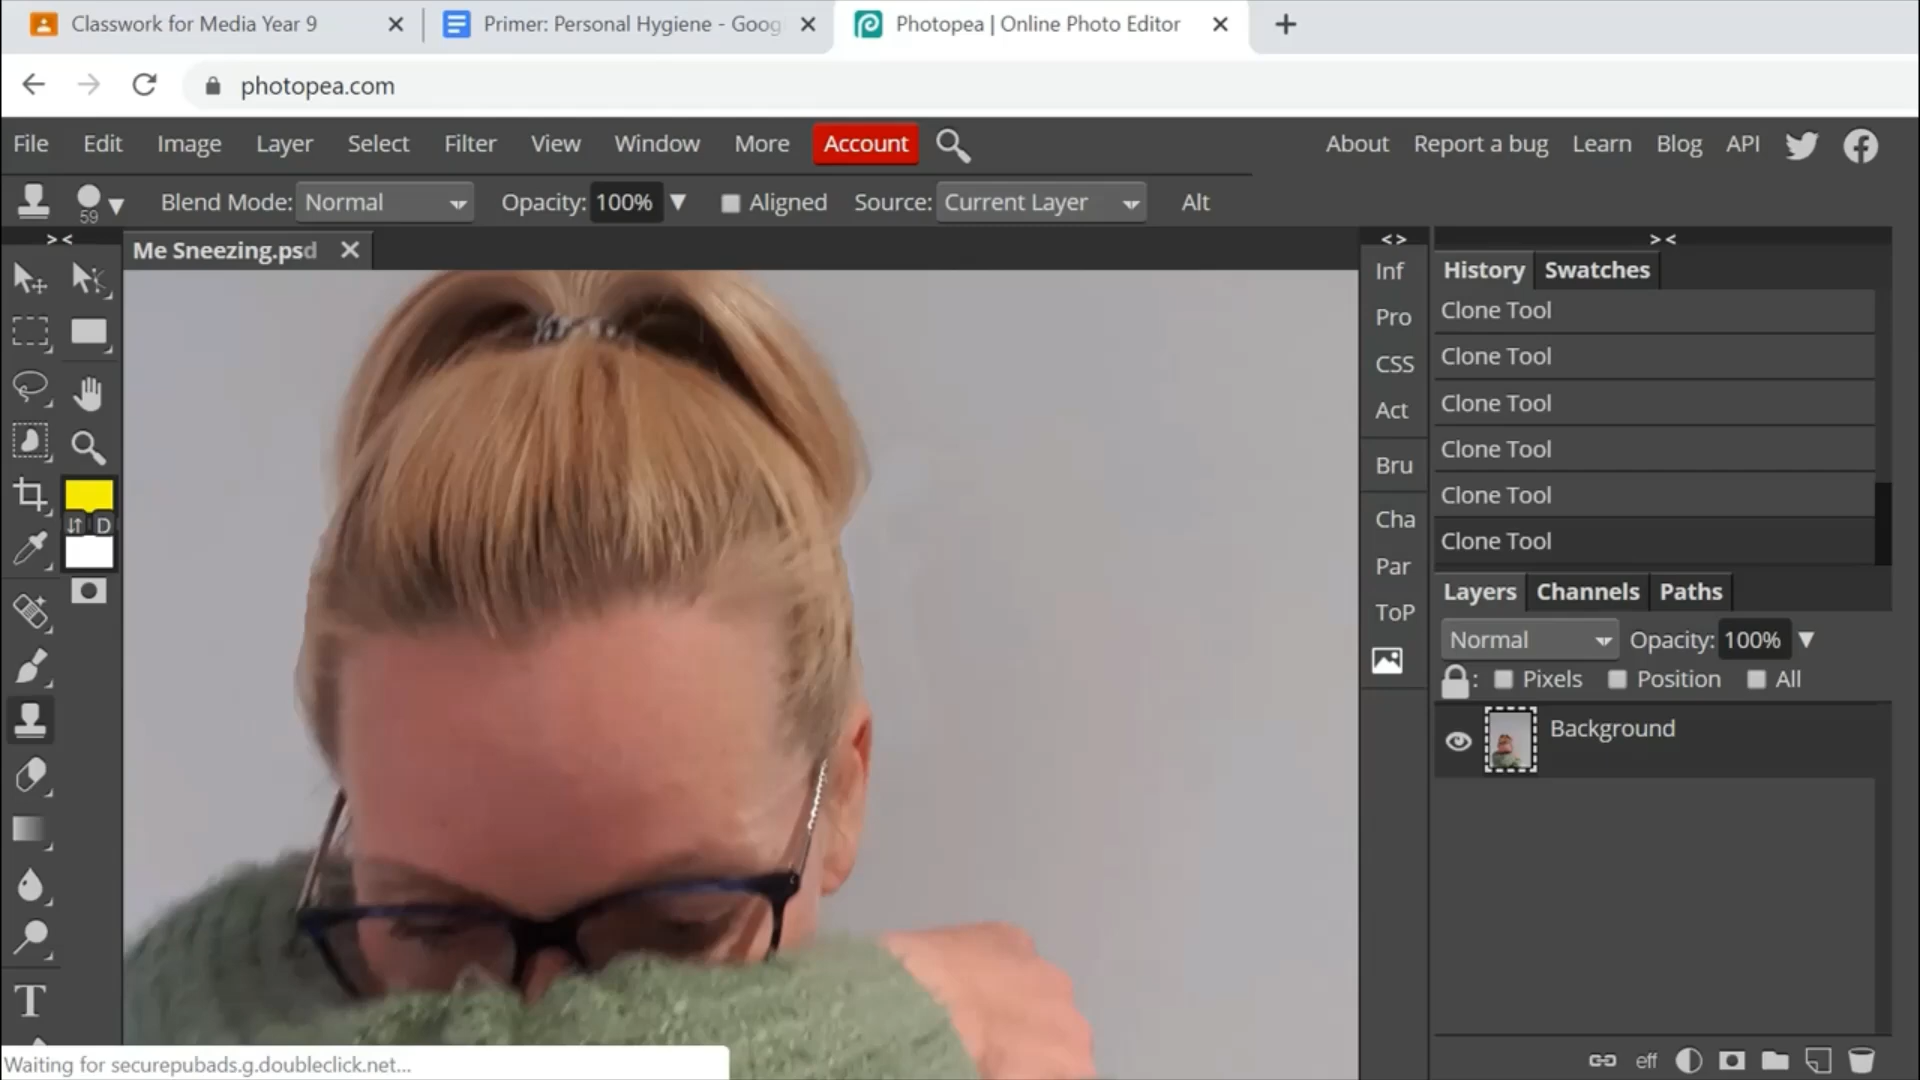 Classwork for Media Year 9
Primer: Personal Hygiene - Goog
Photopea | Online Photo Editor
photopea.com
File Edit Image Layer Select Filter View Window More Account About Report a bug Learn Blog API
59 Blend Mode: Normal Opacity: 100% Aligned Source: Current Layer Alt
Me Sneezing.psd
D
T
Inf
Pro
CSS
Act
Bru
Cha
Par
ToP
History Swatches
Clone Tool
Clone Tool
Clone Tool
Clone Tool
Clone Tool
Clone Tool
Layers Channels Paths
Normal Opacity: 100%
: Pixels Position All
Background
eff
Waiting for securepubads.g.doubleclick.net...